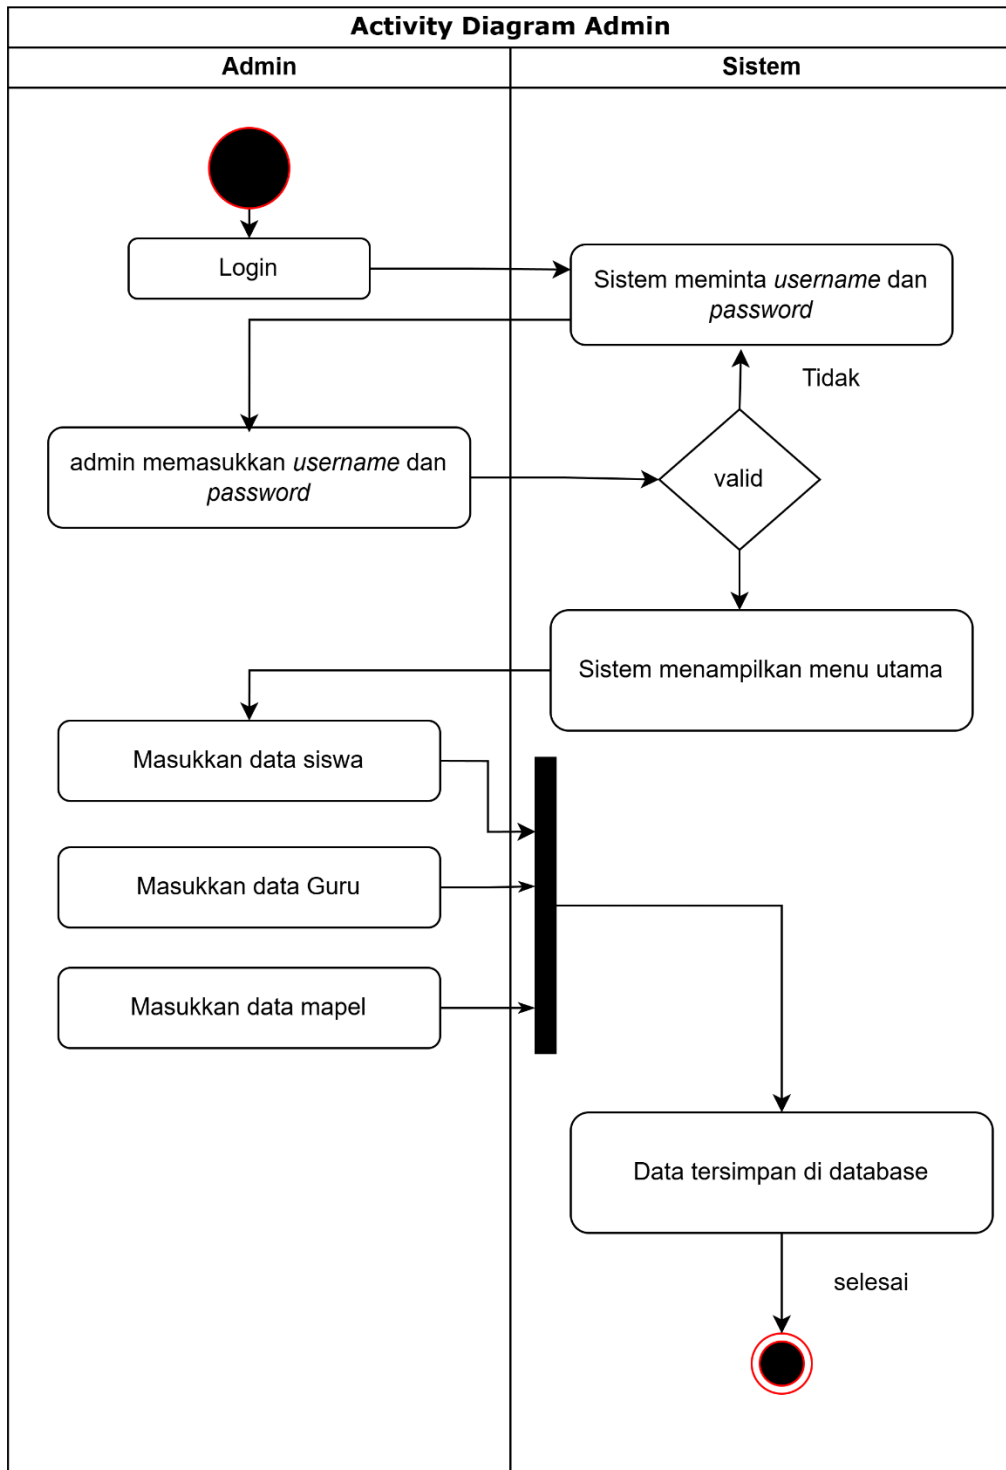 Activity Diagram Admin
Admin
Sistem
Login
Sistem meminta username dan
password
Tidak
admin memasukkan username dan
password
valid
Sistem menampilkan menu utama
Masukkan data siswa
Masukkan data Guru
Masukkan data mapel
Data tersimpan di database
selesai